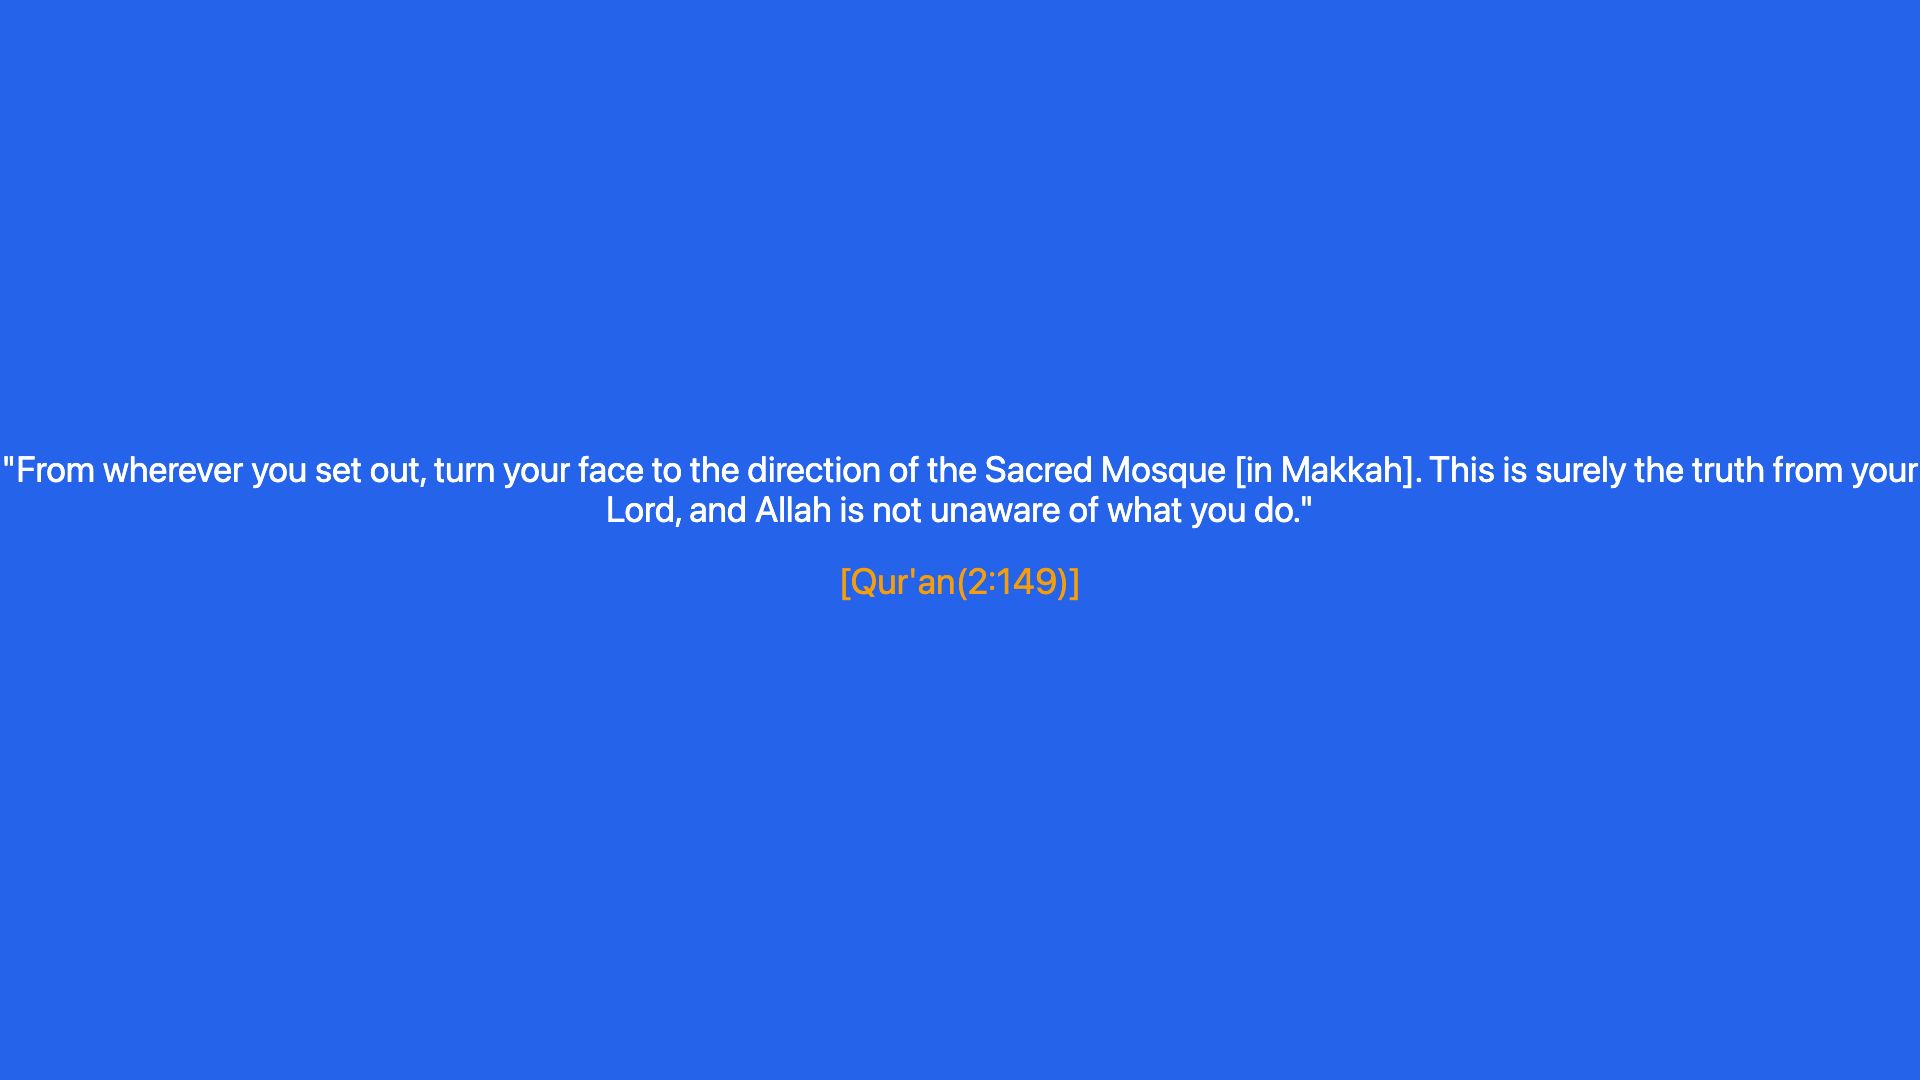 "From wherever you set out, turn your face to the direction of the Sacred Mosque [in Makkah]. This is surely the truth from your
Lord, and Allah is not unaware of what you do."
[Qur'an(2:149)]